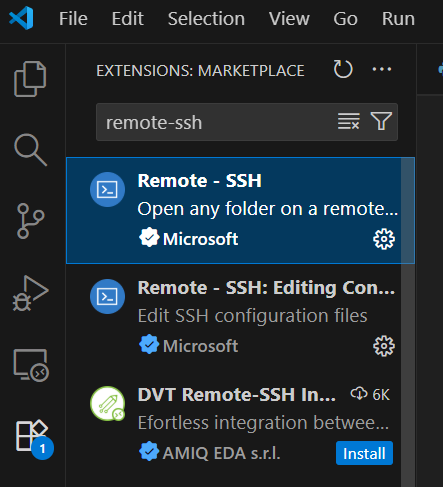 File Edit Selection View Go Run
EXTENSIONS: MARKETPLACE
remote-ssh
Remote - SSH
Open any folder on a remote...
Microsoft
Remote - SSH: Editing Con...
Edit SSH configuration files
Microsoft
DVT Remote-SSH In... 6K
Efortless integration betwee...
AMIQ EDA s.r.l. Install
1